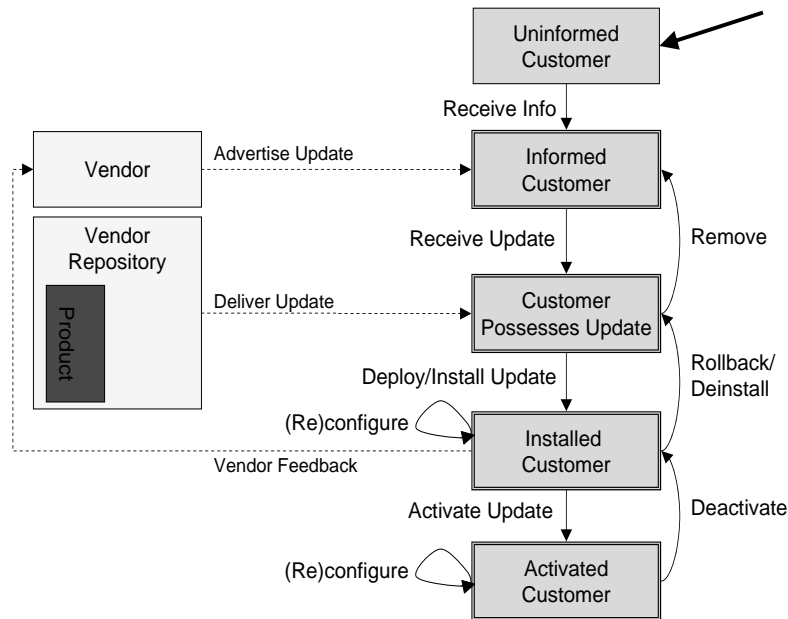 Uninformed
Customer
Receive Info
Vendor
Advertise Update
Informed
Customer
Vendor
Repository
Receive Update
Remove
Product
Deliver Update
Customer
Possesses Update
Deploy/Install Update
Rollback/
Deinstall
(Re)configure
Installed
Customer
Vendor Feedback
Activate Update
Deactivate
(Re)configure
Activated
Customer